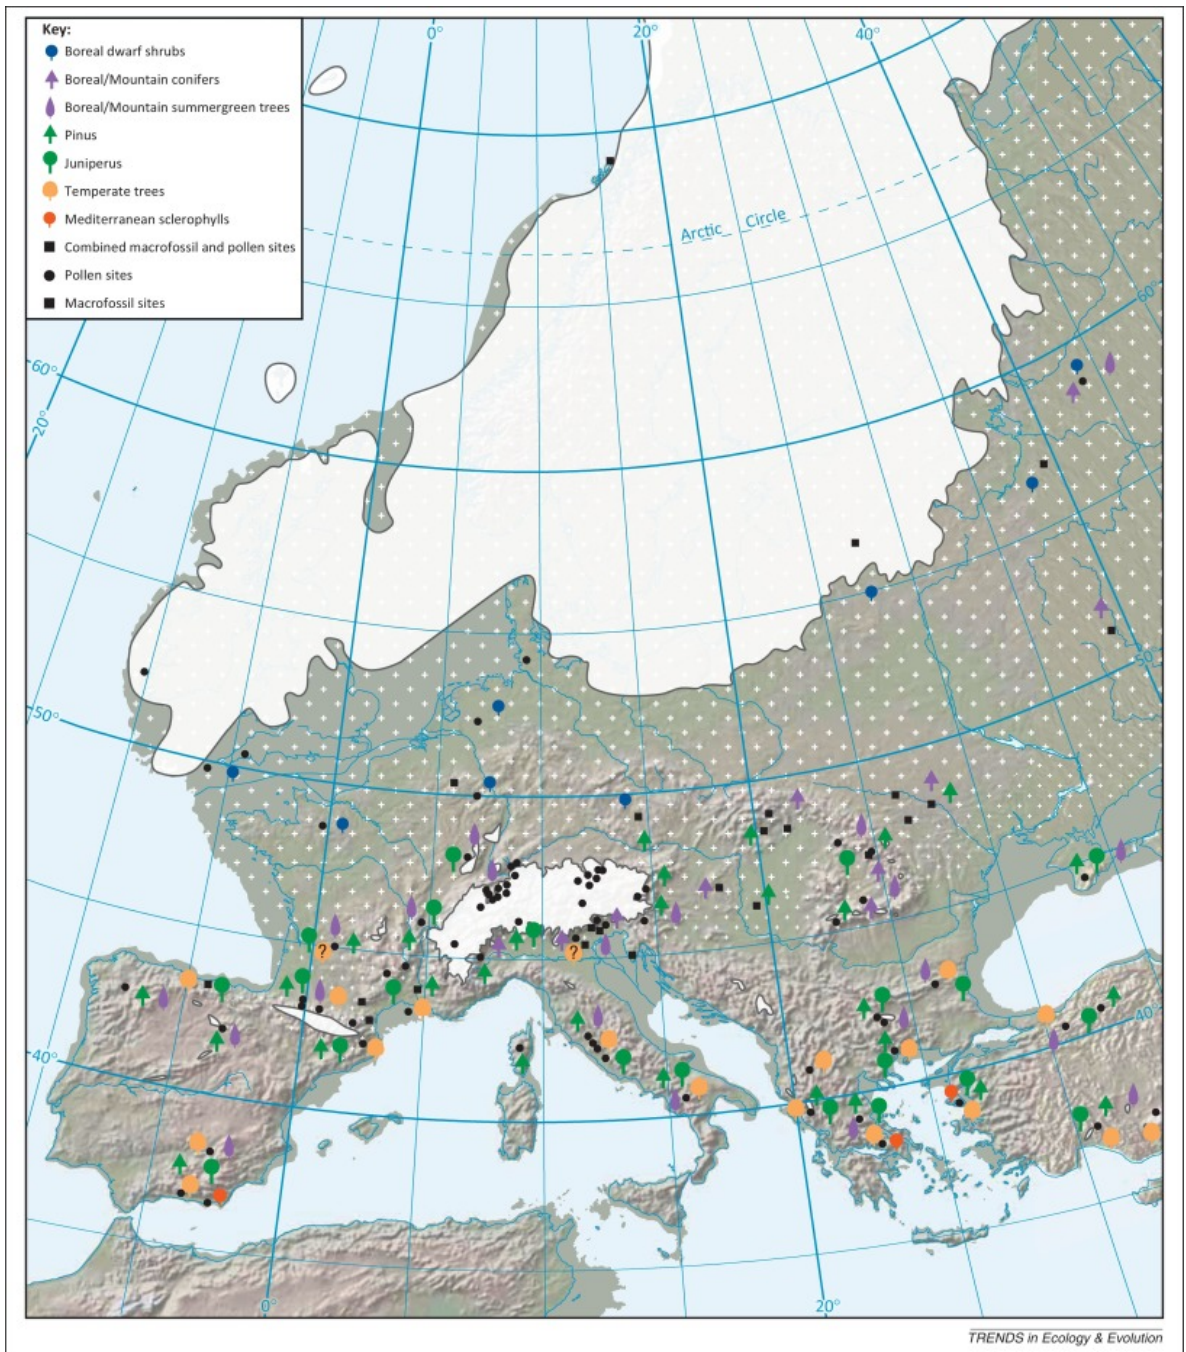 Key:
Boreal dwarf shrubs
Boreal/Mountain conifers
Boreal/Mountain summergreen trees
Pinus
Juniperus
Temperate trees
Mediterranean sclerophylls
Combined macrofossil and pollen sites
Pollen sites
Macrofossil sites
0°
20°
40°
Arctic Circle
60°
60°
20°
50°
50°
?
?
40°
40°
0°
20°
TRENDS in Ecology & Evolution